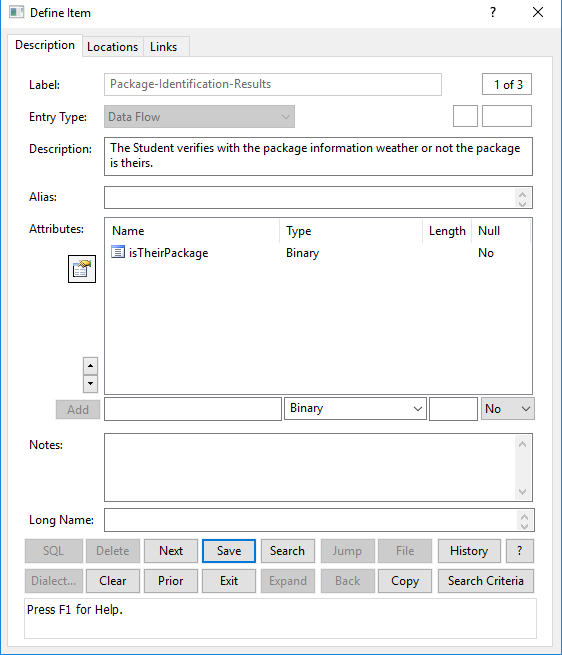 Define Item
?
Description Locations Links
Label: Package-Identification-Results 1 of 3
Entry Type: Data Flow
Description: The Student verifies with the package information weather or not the package
is theirs.
Alias:
Attributes: Name Type Length Null
isTheirPackage Binary No
Add Binary No
Notes:
Long Name:
SQL Delete Next Save Search Jump File History ?
Dialect... Clear Prior Exit Expand Back Copy Search Criteria
Press F1 for Help.